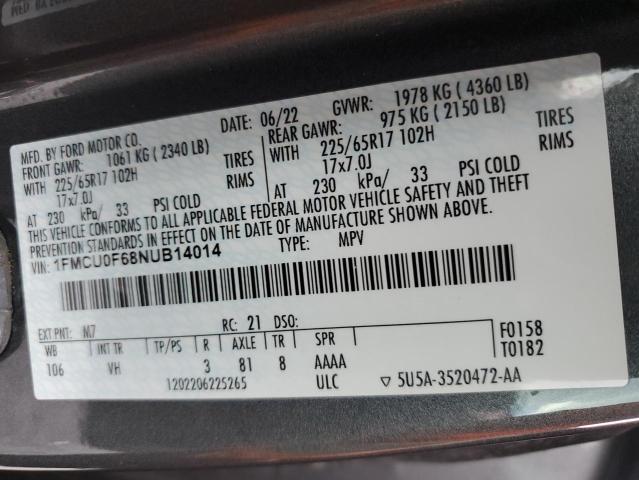 MFD. BY FORD MOTOR CO. DATE: 06/22 GVWR: 1978 KG ( 4360 LB)
FRONT GAWR: 1061 KG ( 2340 LB) REAR GAWR: 975 KG ( 2150 LB)
WITH 225/65R17 102H TIRES WITH 225/65R17 102H TIRES
17x7.0J RIMS 17x7.0J RIMS
AT 230 kPa/ 33 PSI COLD AT 230 kPa/ 33 PSI COLD
THIS VEHICLE CONFORMS TO ALL APPLICABLE FEDERAL MOTOR VEHICLE SAFETY AND THEFT
PREVENTION STANDARDS IN EFFECT ON THE DATE OF MANUFACTURE SHOWN ABOVE.
VIN: 1FMCU0F68NUB14014 TYPE: MPV
EXT PNT: M7 RC: 21 DSO: F0158
WB INT TR TP/PS R AXLE TR SPR T0182
106 VH 3 81 8 AAAA
1202206225265 ULC ▽ 5U5A-3520472-AA